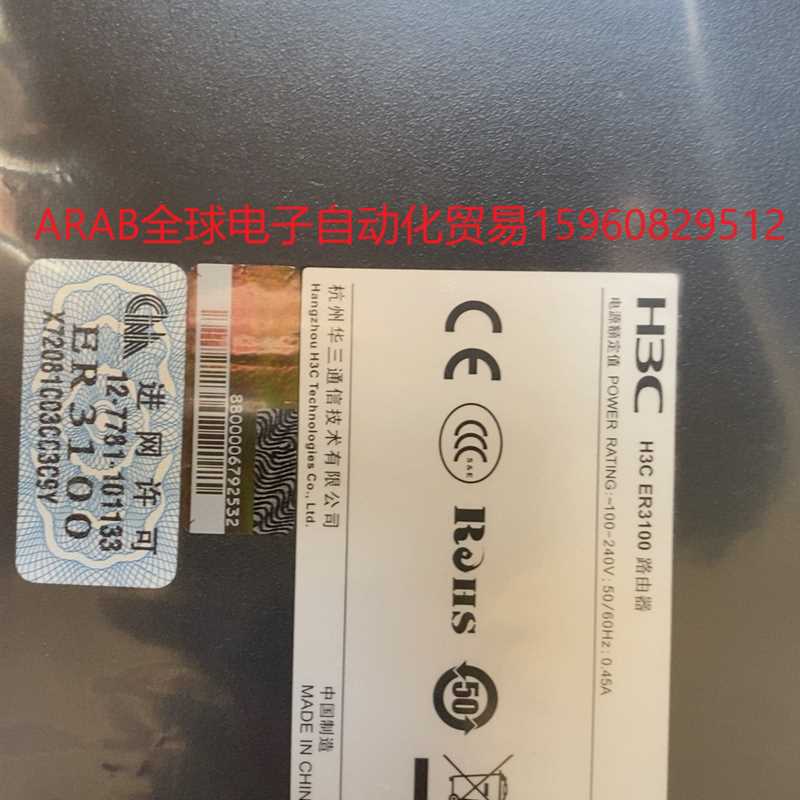 ARAB全球电子自动化贸易15960829512
H3C
H3C ER3100 路由器
电源额定值 POWER RATING:~100-240V; 50/60Hz; 0.45A
CE
CCC
S&E
RoHS
50
杭州华三通信技术有限公司
Hangzhou H3C Technologies Co., Ltd.
中国制造
MADE IN CHIN
8800006792532
进网许可
12-7781-101133
ER3100